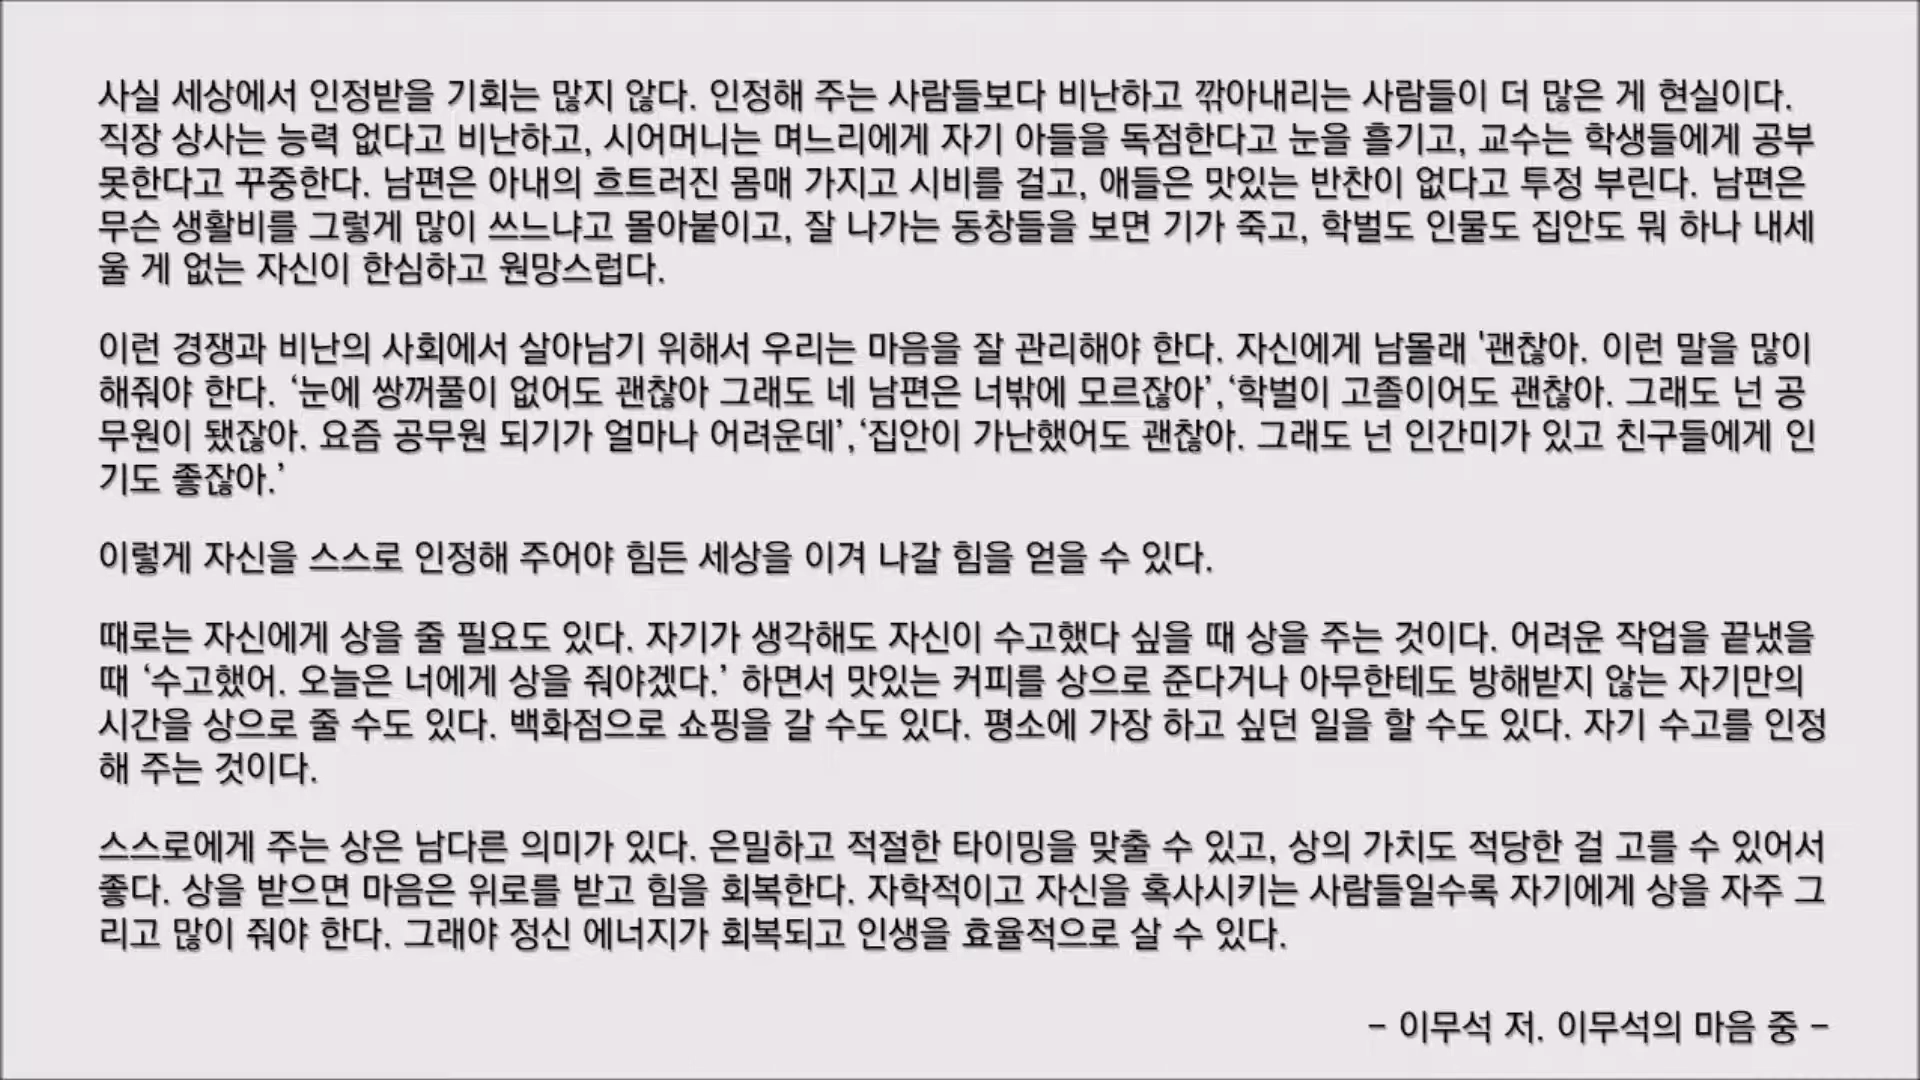 사실 세상에서 인정받을 기회는 많지 않다. 인정해 주는 사람들보다 비난하고 깎아내리는 사람들이 더 많은 게 현실이다.
직장 상사는 능력 없다고 비난하고, 시어머니는 며느리에게 자기 아들을 독점한다고 눈을 흘기고, 교수는 학생들에게 공부
못한다고 꾸중한다. 남편은 아내의 흐트러진 몸매 가지고 시비를 걸고, 애들은 맛있는 반찬이 없다고 투정 부린다. 남편은
무슨 생활비를 그렇게 많이 쓰느냐고 몰아붙이고, 잘 나가는 동창들을 보면 기가 죽고, 학벌도 인물도 집안도 뭐 하나 내세
울 게 없는 자신이 한심하고 원망스럽다.
이런 경쟁과 비난의 사회에서 살아남기 위해서 우리는 마음을 잘 관리해야 한다. 자신에게 남몰래 '괜찮아. 이런 말을 많이
해줘야 한다. ‘눈에 쌍꺼풀이 없어도 괜찮아 그래도 네 남편은 너밖에 모르잖아’,‘학벌이 고졸이어도 괜찮아. 그래도 넌 공
무원이 됐잖아. 요즘 공무원 되기가 얼마나 어려운데’,‘집안이 가난했어도 괜찮아. 그래도 넌 인간미가 있고 친구들에게 인
기도 좋잖아.’
이렇게 자신을 스스로 인정해 주어야 힘든 세상을 이겨 나갈 힘을 얻을 수 있다.
때로는 자신에게 상을 줄 필요도 있다. 자기가 생각해도 자신이 수고했다 싶을 때 상을 주는 것이다. 어려운 작업을 끝냈을
때 ‘수고했어. 오늘은 너에게 상을 줘야겠다.’ 하면서 맛있는 커피를 상으로 준다거나 아무한테도 방해받지 않는 자기만의
시간을 상으로 줄 수도 있다. 백화점으로 쇼핑을 갈 수도 있다. 평소에 가장 하고 싶던 일을 할 수도 있다. 자기 수고를 인정
해 주는 것이다.
스스로에게 주는 상은 남다른 의미가 있다. 은밀하고 적절한 타이밍을 맞출 수 있고, 상의 가치도 적당한 걸 고를 수 있어서
좋다. 상을 받으면 마음은 위로를 받고 힘을 회복한다. 자학적이고 자신을 혹사시키는 사람들일수록 자기에게 상을 자주 그
리고 많이 줘야 한다. 그래야 정신 에너지가 회복되고 인생을 효율적으로 살 수 있다.
- 이무석 저. 이무석의 마음 중 -